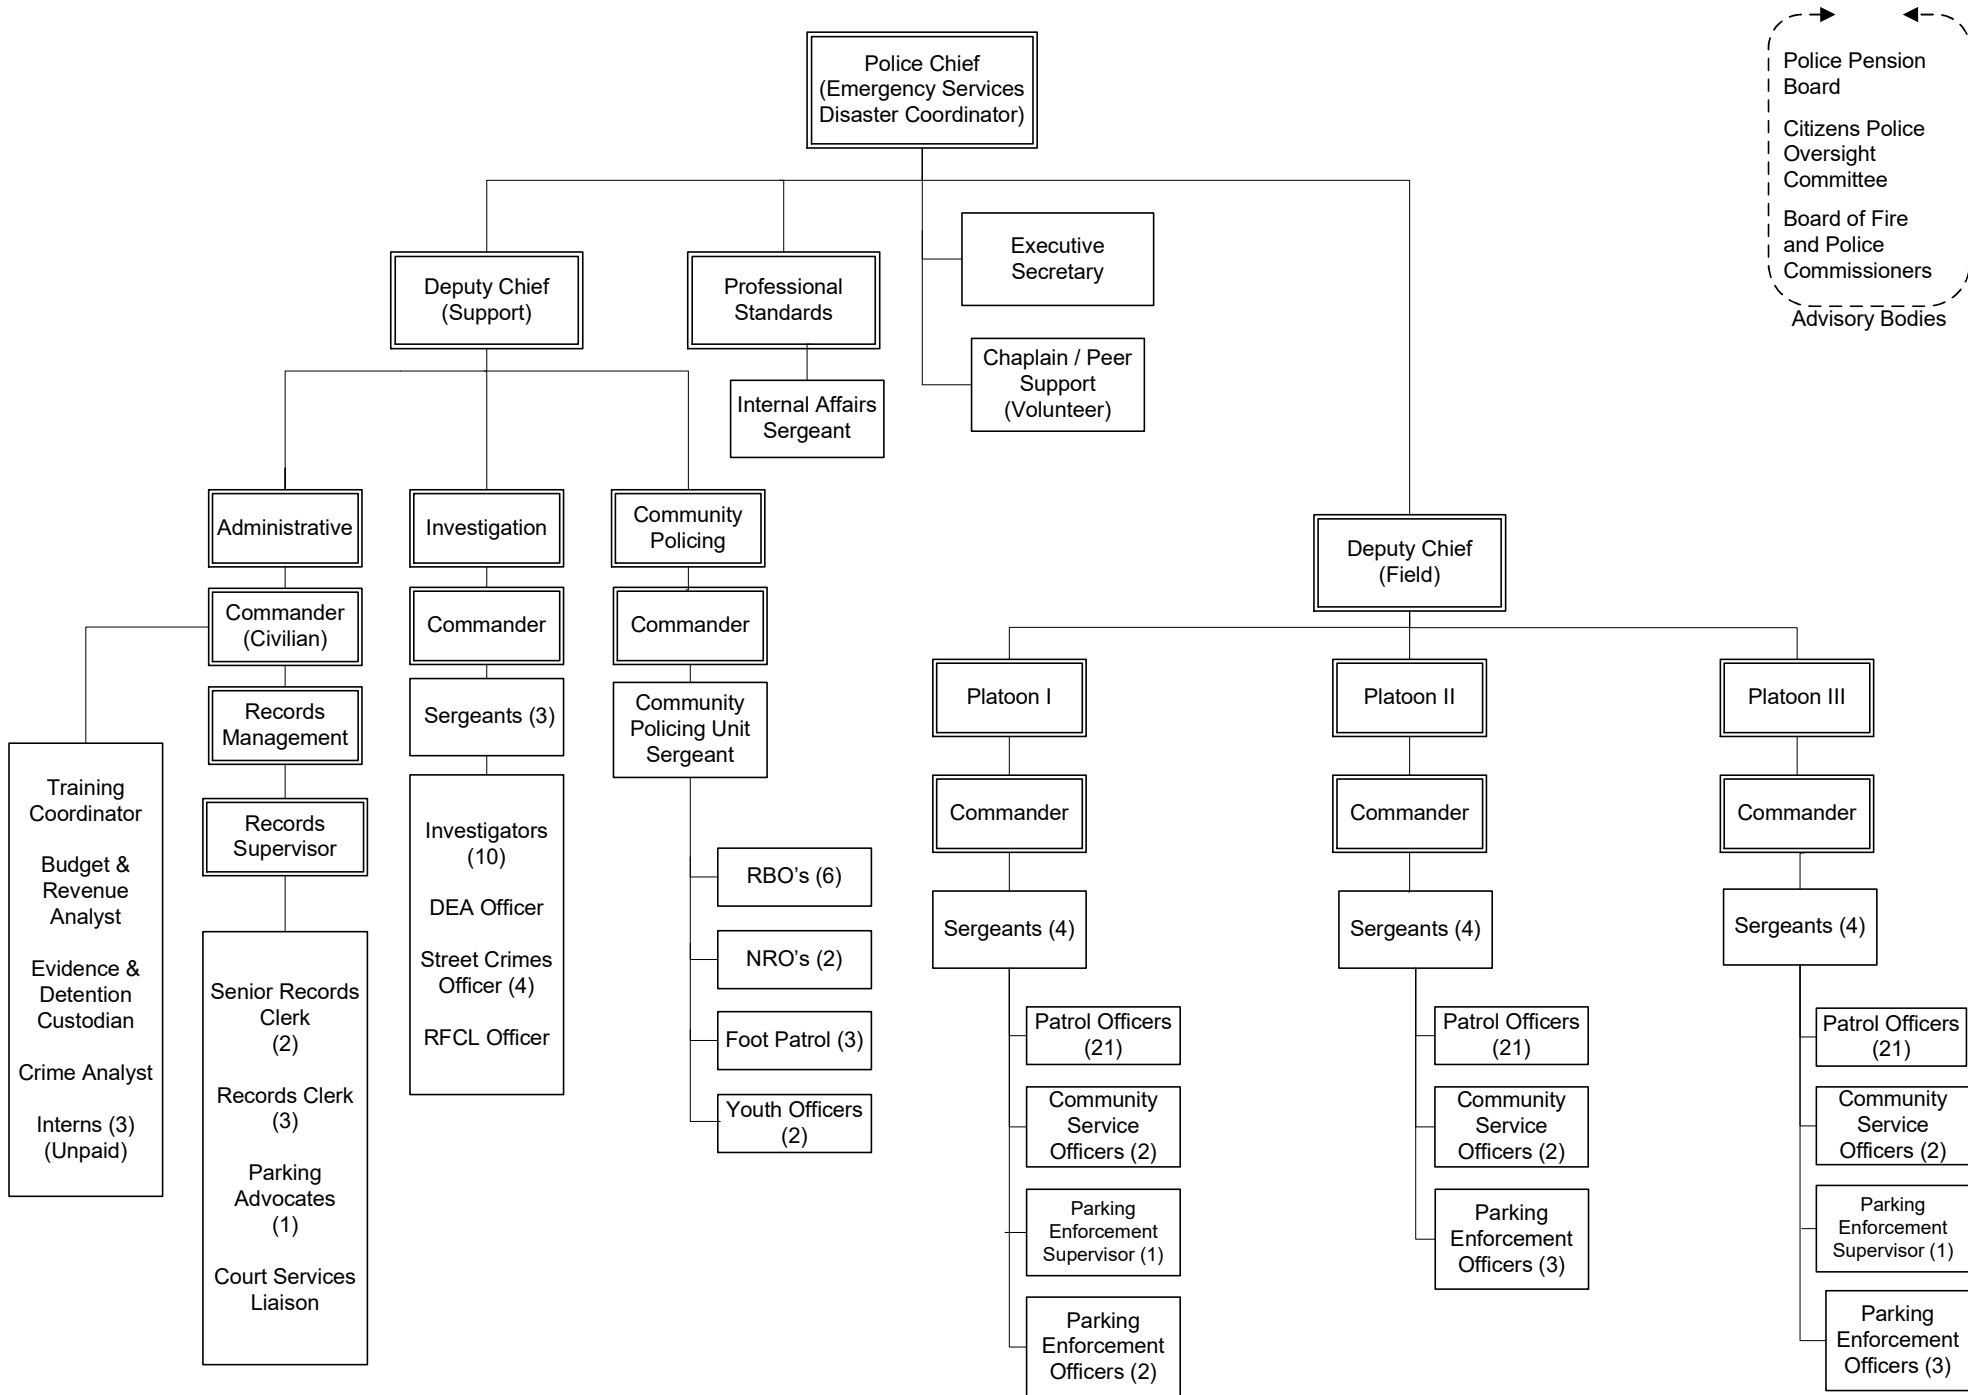 Police Chief
(Emergency Services
Disaster Coordinator)
Police Pension
Board
Citizens Police
Oversight
Committee
Board of Fire
and Police
Commissioners
Advisory Bodies
Executive
Secretary
Chaplain / Peer
Support
(Volunteer)
Deputy Chief
(Support)
Professional
Standards
Internal Affairs
Sergeant
Administrative
Commander
(Civilian)
Records
Management
Records
Supervisor
Training
Coordinator
Budget &
Revenue
Analyst
Evidence &
Detention
Custodian
Crime Analyst
Interns (3)
(Unpaid)
Senior Records
Clerk
(2)
Records Clerk
(3)
Parking
Advocates
(1)
Court Services
Liaison
Investigation
Commander
Sergeants (3)
Investigators
(10)
DEA Officer
Street Crimes
Officer (4)
RFCL Officer
Community
Policing
Commander
Community
Policing Unit
Sergeant
RBO's (6)
NRO's (2)
Foot Patrol (3)
Youth Officers
(2)
Deputy Chief
(Field)
Platoon I
Commander
Sergeants (4)
Patrol Officers
(21)
Community
Service
Officers (2)
Parking
Enforcement
Supervisor (1)
Parking
Enforcement
Officers (2)
Platoon II
Commander
Sergeants (4)
Patrol Officers
(21)
Community
Service
Officers (2)
Parking
Enforcement
Officers (3)
Platoon III
Commander
Sergeants (4)
Patrol Officers
(21)
Community
Service
Officers (2)
Parking
Enforcement
Supervisor (1)
Parking
Enforcement
Officers (3)